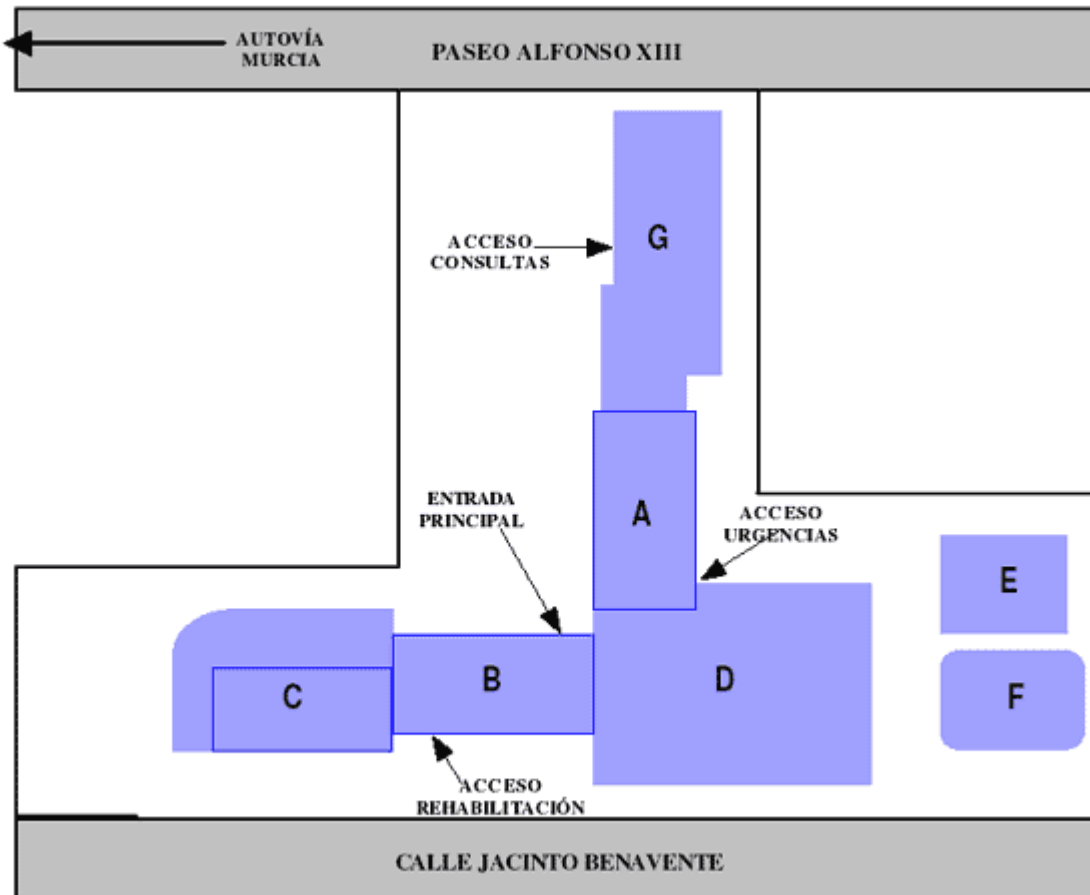 AUTOVÍA
MURCIA
PASEO ALFONSO XIII
G
ACCESO
CONSULTAS
ENTRADA
PRINCIPAL
A
ACCESO
URGENCIAS
E
C
B
D
F
ACCESO
REHABILITACIÓN
CALLE JACINTO BENAVENTE